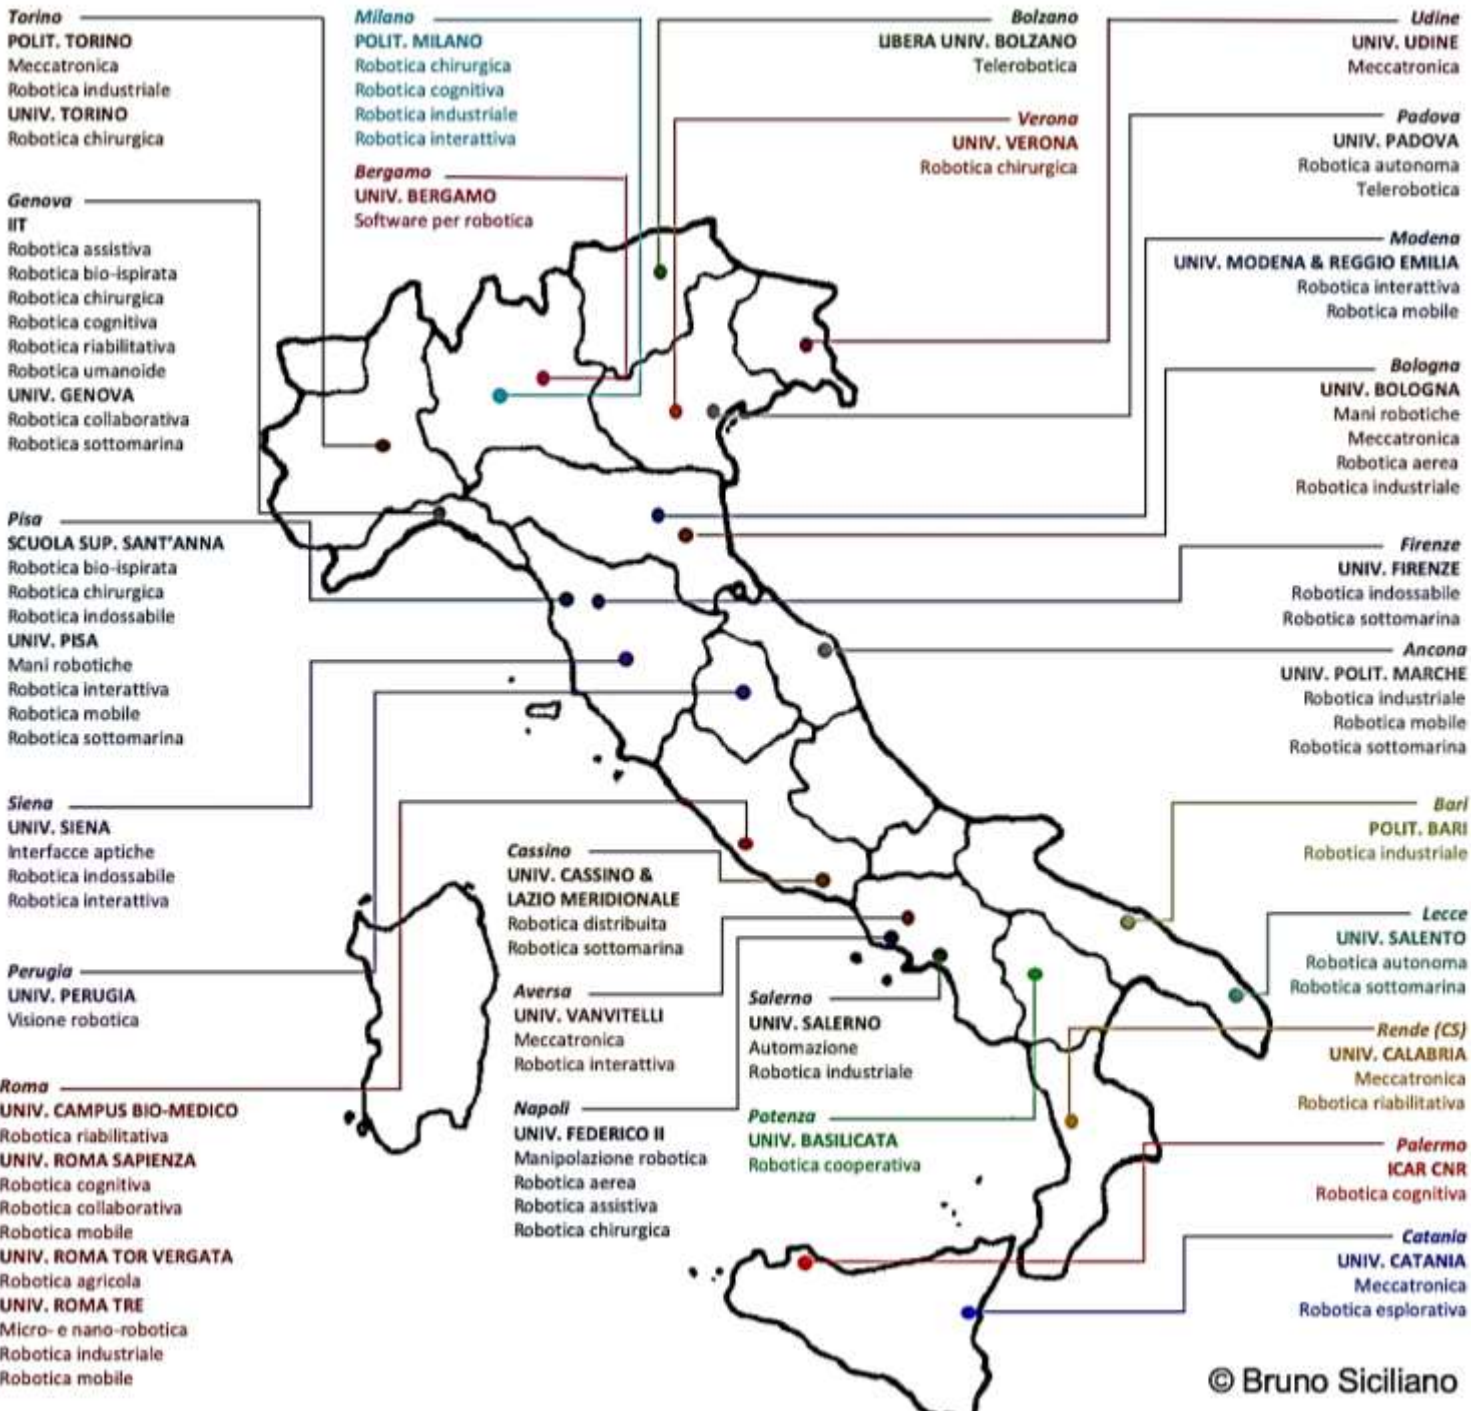 Torino
POLIT. TORINO
Meccatronica
Robotica industriale
UNIV. TORINO
Robotica chirurgica
Genova
IIT
Robotica assistiva
Robotica bio-ispirata
Robotica chirurgica
Robotica cognitiva
Robotica riabilitativa
Robotica umanoide
UNIV. GENOVA
Robotica collaborativa
Robotica sottomarina
Pisa
SCUOLA SUP. SANT'ANNA
Robotica bio-ispirata
Robotica chirurgica
Robotica indossabile
UNIV. PISA
Mani robotiche
Robotica interattiva
Robotica mobile
Robotica sottomarina
Siena
UNIV. SIENA
Interfacce aptiche
Robotica indossabile
Robotica interattiva
Perugia
UNIV. PERUGIA
Visione robotica
Roma
UNIV. CAMPUS BIO-MEDICO
Robotica riabilitativa
UNIV. ROMA SAPIENZA
Robotica cognitiva
Robotica collaborativa
Robotica mobile
UNIV. ROMA TOR VERGATA
Robotica agricola
UNIV. ROMA TRE
Micro- e nano-robotica
Robotica industriale
Robotica mobile
Milano
POLIT. MILANO
Robotica chirurgica
Robotica cognitiva
Robotica industriale
Robotica interattiva
Bergamo
UNIV. BERGAMO
Software per robotica
Cassino
UNIV. CASSINO &
LAZIO MERIDIONALE
Robotica distribuita
Robotica sottomarina
Aversa
UNIV. VANVITELLI
Meccatronica
Robotica interattiva
Napoli
UNIV. FEDERICO II
Manipolazione robotica
Robotica aerea
Robotica assistiva
Robotica chirurgica
Salerno
UNIV. SALERNO
Automazione
Robotica industriale
Potenza
UNIV. BASILICATA
Robotica cooperativa
Bolzano
LIBERA UNIV. BOLZANO
Telerobotica
Verona
UNIV. VERONA
Robotica chirurgica
Udine
UNIV. UDINE
Meccatronica
Padova
UNIV. PADOVA
Robotica autonoma
Telerobotica
Modena
UNIV. MODENA & REGGIO EMILIA
Robotica interattiva
Robotica mobile
Bologna
UNIV. BOLOGNA
Mani robotiche
Meccatronica
Robotica aerea
Robotica industriale
Firenze
UNIV. FIRENZE
Robotica indossabile
Robotica sottomarina
Ancona
UNIV. POLIT. MARCHE
Robotica industriale
Robotica mobile
Robotica sottomarina
Bari
POLIT. BARI
Robotica industriale
Lecce
UNIV. SALENTO
Robotica autonoma
Robotica sottomarina
Rende (CS)
UNIV. CALABRIA
Meccatronica
Robotica riabilitativa
Palermo
ICAR CNR
Robotica cognitiva
Catania
UNIV. CATANIA
Meccatronica
Robotica esplorativa
© Bruno Siciliano